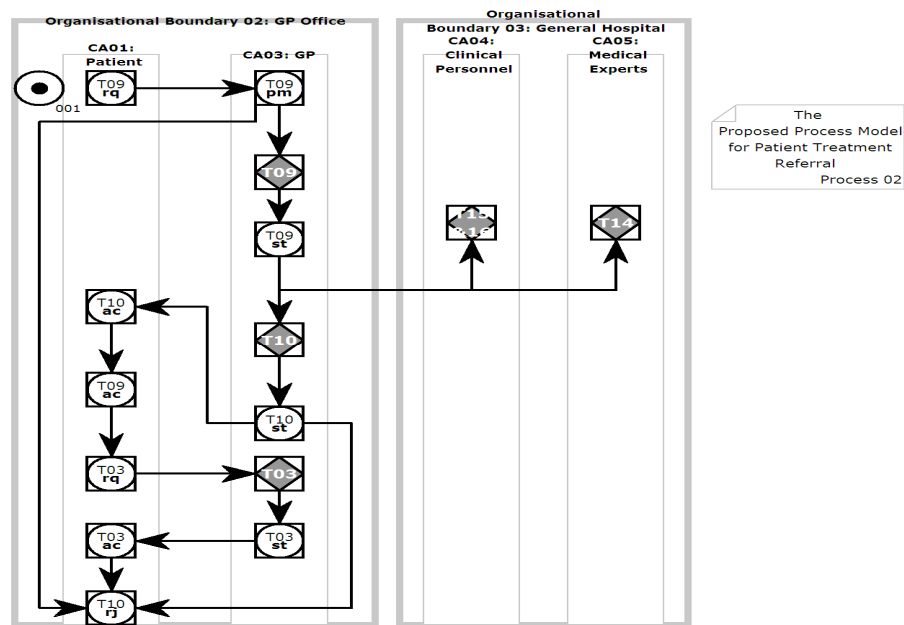 Organisational Boundary 02: GP Office
Organisational
Boundary 03: General Hospital
CA01:
Patient
CA03: GP
CA04:
Clinical
Personnel
CA05:
Medical
Experts
001
T09
rq
T09
pm
The
Proposed Process Model
for Patient Treatment
Referral
Process 02
T09
T09
st
T15
&16
T14
T10
ac
T10
T09
ac
T10
st
T03
rq
T03
T03
ac
T03
st
T10
rj